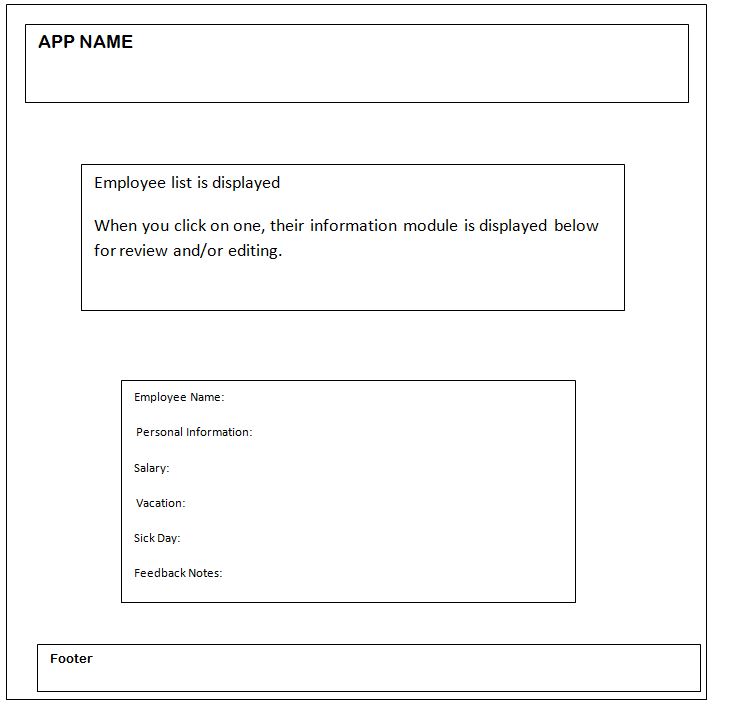 APP NAME
Employee list is displayed
When you click on one, their information module is displayed below
for review and/or editing.
Employee Name:
Personal Information:
Salary:
Vacation:
Sick Day:
Feedback Notes:
Footer